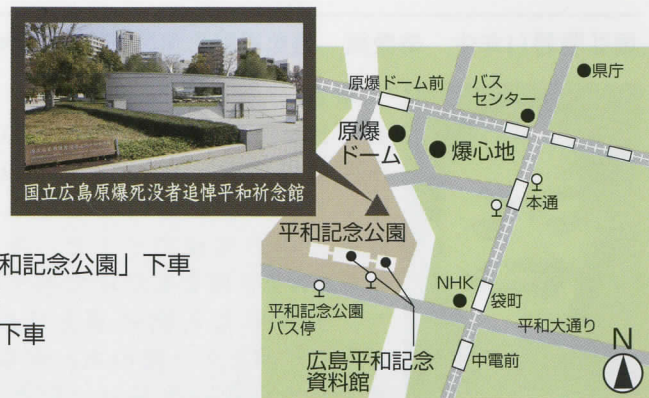 国立広島原爆死没者追悼平和祈念館
和記念公園」下車
下車
原爆ドーム前
バス
センター
県庁
原爆
ドーム
爆心地
本通
平和記念公園
NHK
袋町
平和記念公園
バス停
平和大通り
広島平和記念
資料館
中電前
N